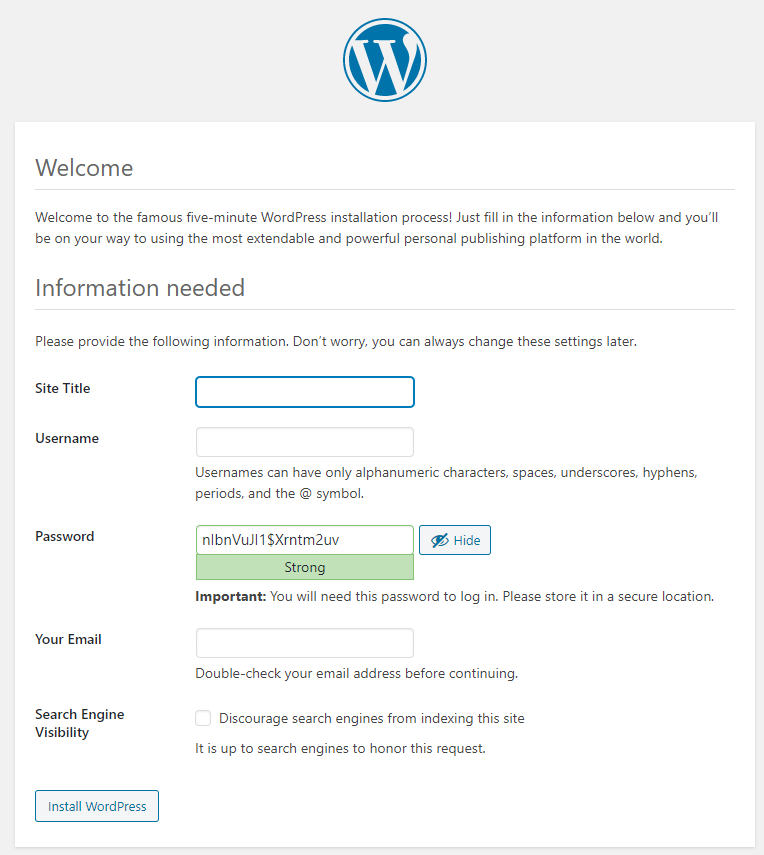 Welcome
Welcome to the famous five-minute WordPress installation process! Just fill in the information below and you’ll
be on your way to using the most extendable and powerful personal publishing platform in the world.
Information needed
Please provide the following information. Don’t worry, you can always change these settings later.
Site Title
Username
Usernames can have only alphanumeric characters, spaces, underscores, hyphens,
periods, and the @ symbol.
Password
nIbnVuJl1$Xrntm2uv
Hide
Strong
Important: You will need this password to log in. Please store it in a secure location.
Your Email
Double-check your email address before continuing.
Search Engine
Visibility
Discourage search engines from indexing this site
It is up to search engines to honor this request.
Install WordPress